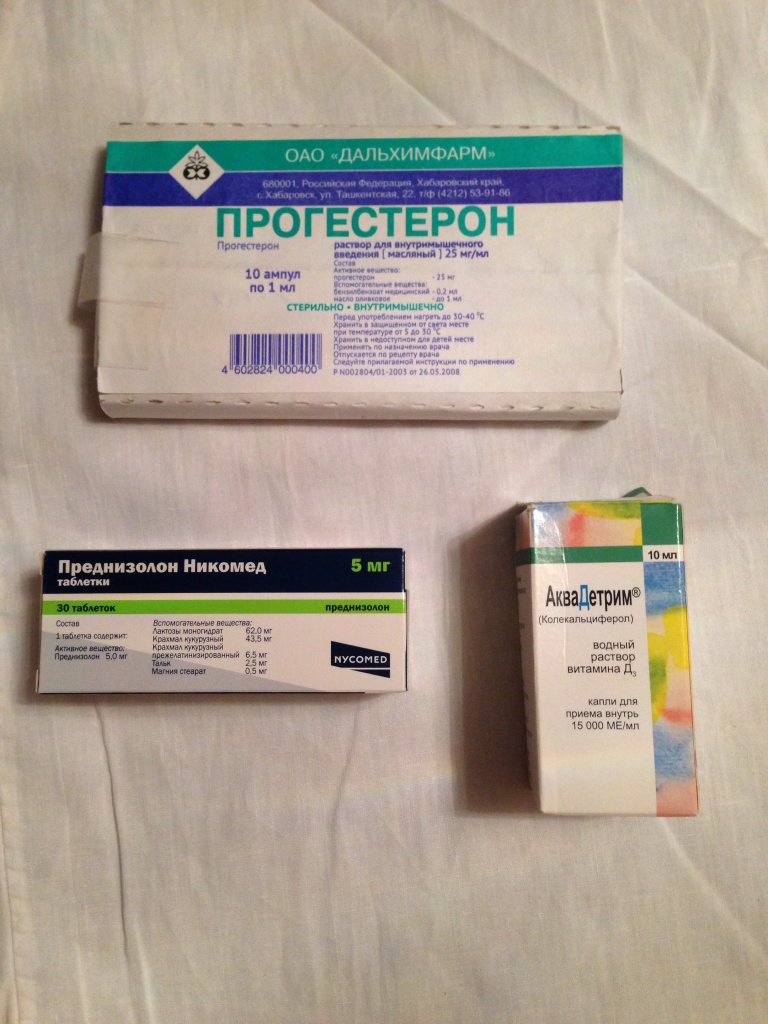 ОАО «ДАЛЬХИМФАРМ»
680001, Российская Федерация, Хабаровский край,
г. Хабаровск, ул. Ташкентская, 22, т/ф (4212) 53-91-86
ПРОГЕСТЕРОН
Прогестерон
10 ампул
по 1 мл
раствор для внутримышечного
введения [ масляный ] 25 мг/мл
Состав
Активное вещество:
прогестерон - 25 мг
Вспомогательные вещества:
бензилбензоат медицинский - 0,2 мл
масло оливковое - до 1 мл
СТЕРИЛЬНО • ВНУТРИМЫШЕЧНО
Перед употреблением нагреть до 30-40 °С
Хранить в защищенном от света месте
при температуре от 5 до 30 °С
Хранить в недоступном для детей месте
Применять по назначению врача
Отпускается по рецепту врача
Следуйте прилагаемой инструкции по применению
Р N002804/01-2003 от 26.05.2008
4 602824 000400
Преднизолон Никомед 5 мг
таблетки
30 таблеток преднизолон
Состав
1 таблетка содержит:
Активное вещество:
Преднизолон 5,0 мг
Вспомогательные вещества:
Лактозы моногидрат 62,0 мг
Крахмал кукурузный 43,5 мг
Крахмал кукурузный
прежелатинизированный 6,5 мг
Тальк 2,5 мг
Магния стеарат 0,5 мг
NYCOMED
10 мл
АкваДетрим®
(Колекальциферол)
водный
раствор
витамина Д₃
капли для
приема внутрь
15 000 МЕ/мл